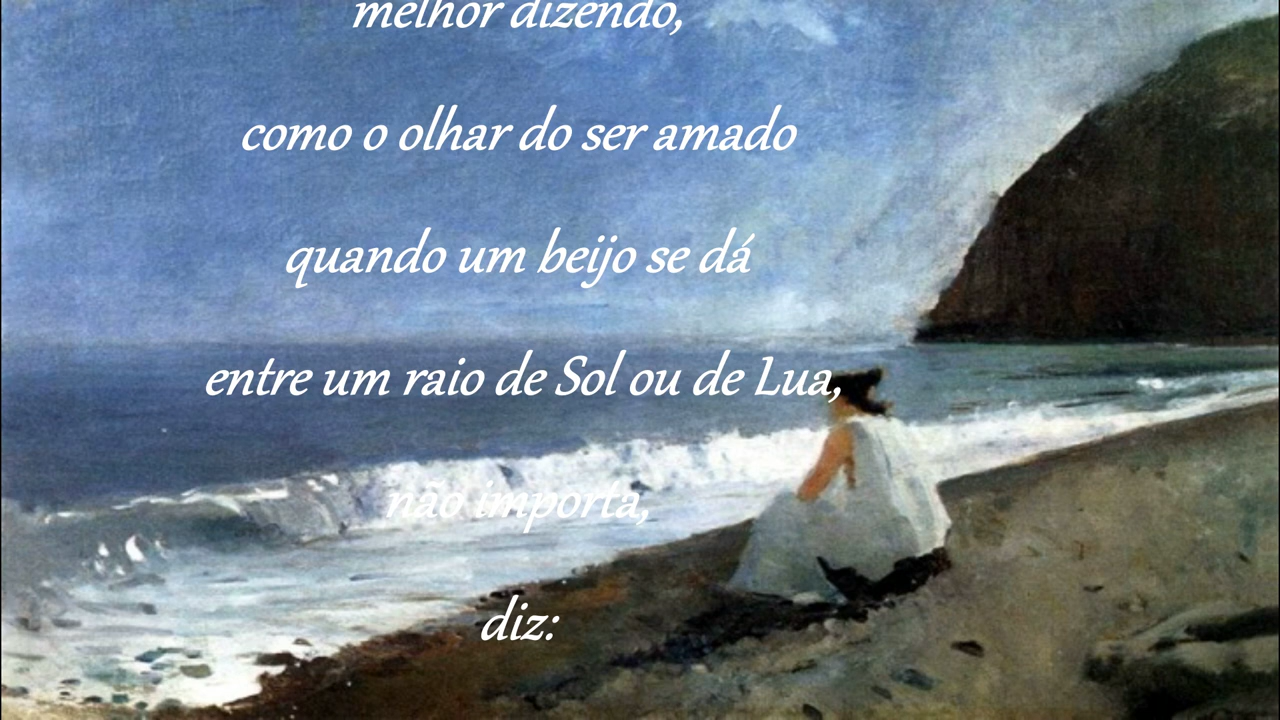 melhor dizendo,
como o olhar do ser amado
quando um beijo se dá
entre um raio de Sol ou de Lua,
não importa,
diz: